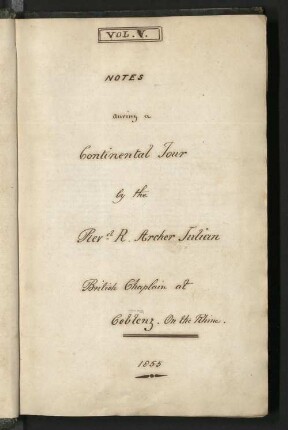 VOL. V.
NOTES
during a
Continental Tour
by the
Revd R. Archer Julian
British Chaplain at
Coblenz. On the Rhine.
1855